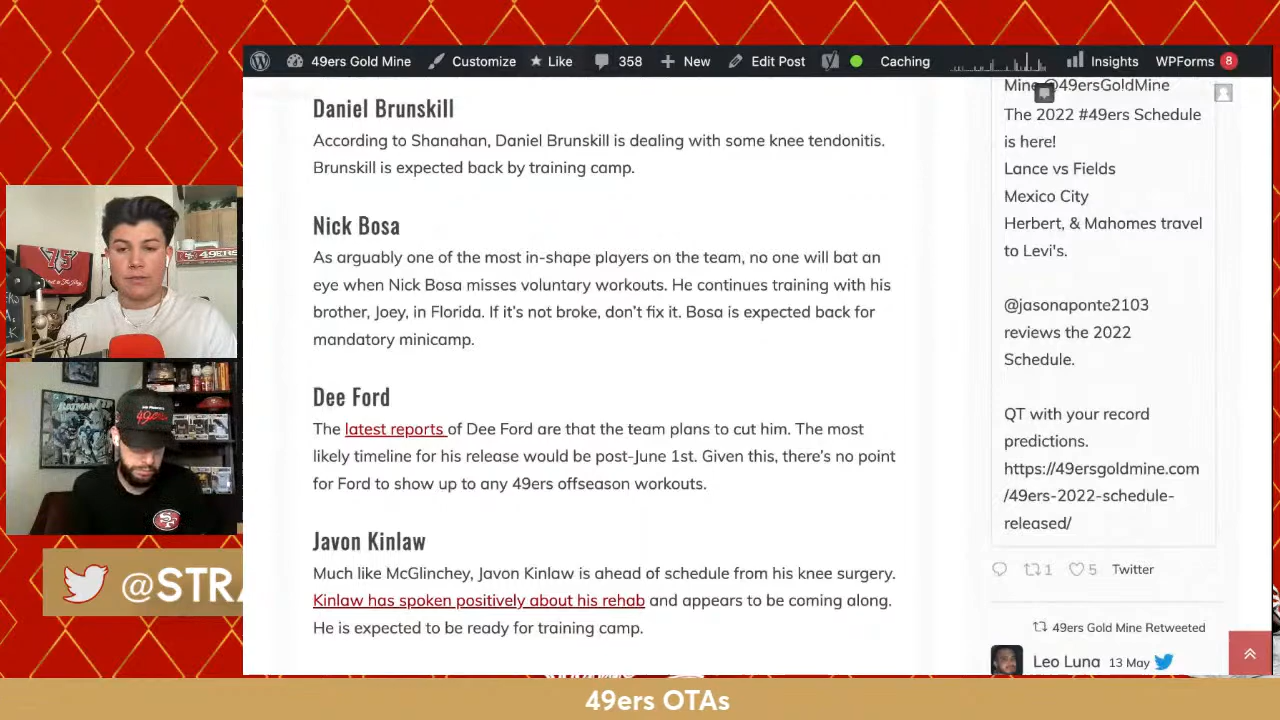 49ers Gold Mine Customize Like 358 New Edit Post Caching Insights WPForms 8
Daniel Brunskill
According to Shanahan, Daniel Brunskill is dealing with some knee tendonitis.
Brunskill is expected back by training camp.
Nick Bosa
As arguably one of the most in-shape players on the team, no one will bat an
eye when Nick Bosa misses voluntary workouts. He continues training with his
brother, Joey, in Florida. If it's not broke, don't fix it. Bosa is expected back for
mandatory minicamp.
Dee Ford
The latest reports of Dee Ford are that the team plans to cut him. The most
likely timeline for his release would be post-June 1st. Given this, there's no point
for Ford to show up to any 49ers offseason workouts.
Javon Kinlaw
Much like McGlinchey, Javon Kinlaw is ahead of schedule from his knee surgery.
Kinlaw has spoken positively about his rehab and appears to be coming along.
He is expected to be ready for training camp.
Mine @49ersGoldMine
The 2022 #49ers Schedule
is here!
Lance vs Fields
Mexico City
Herbert, & Mahomes travel
to Levi's.
@jasonaponte2103
reviews the 2022
Schedule.
QT with your record
predictions.
https://49ersgoldmine.com
/49ers-2022-schedule-
released/
1 5 Twitter
49ers Gold Mine Retweeted
Leo Luna 13 May
49ERS
BATMAN
49ers
SF
@STRA
49ers OTAs